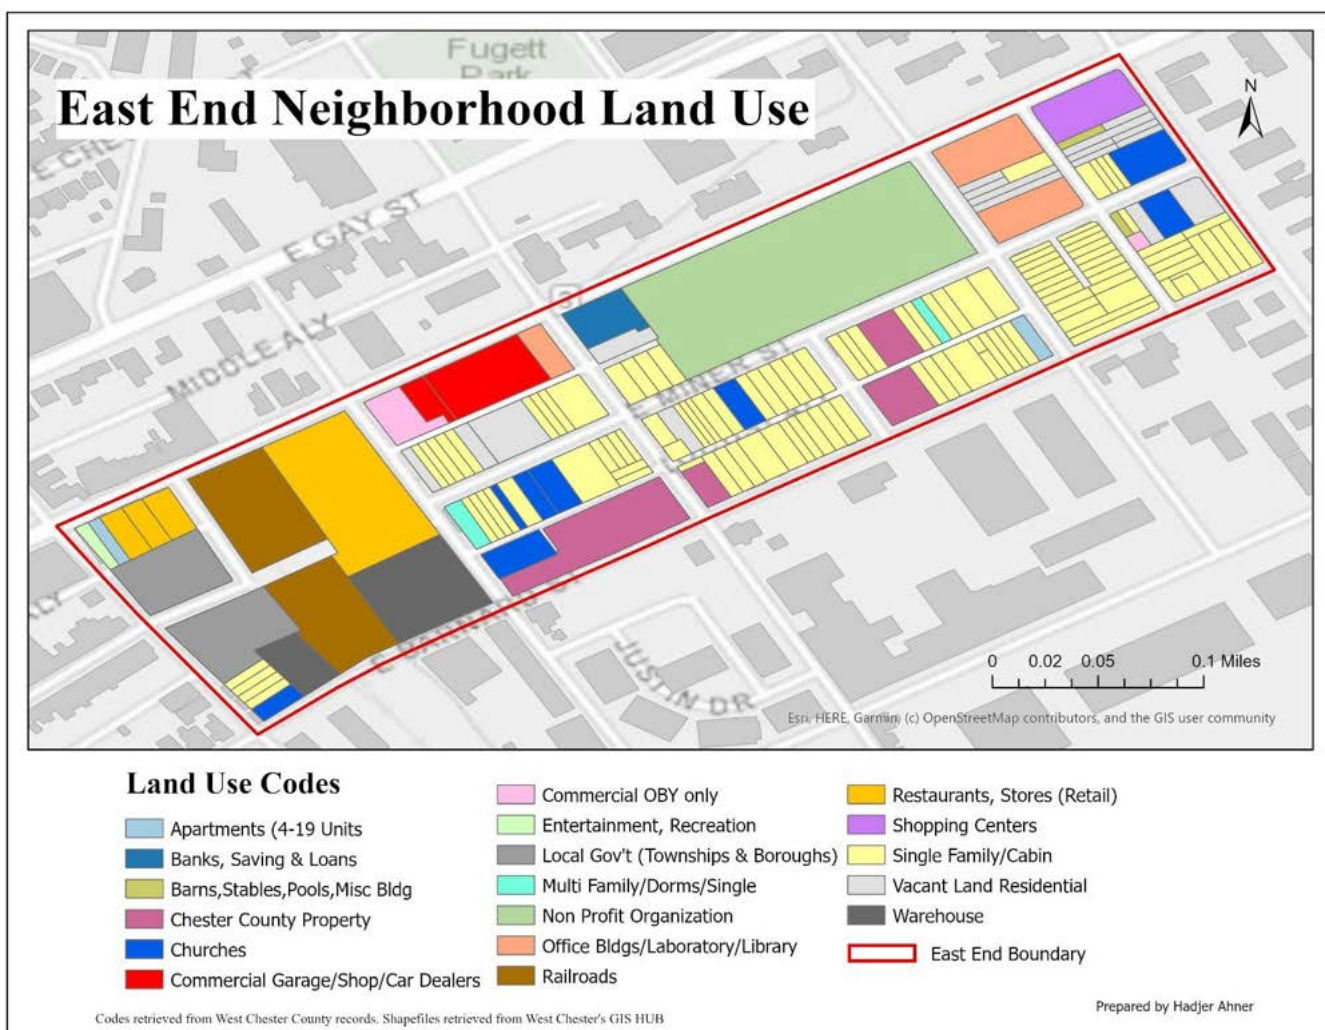 Fugett
Park
East End Neighborhood Land Use
N
E GAY ST
MIDDLE ALY
E MINER ST
E BARNARD ST
JUSTIN DR
0 0.02 0.05 0.1 Miles
Esri, HERE, Garmin, (c) OpenStreetMap contributors, and the GIS user community
Land Use Codes
Apartments (4-19 Units
Banks, Saving & Loans
Barns,Stables,Pools,Misc Bldg
Chester County Property
Churches
Commercial Garage/Shop/Car Dealers
Commercial OBY only
Entertainment, Recreation
Local Gov't (Townships & Boroughs)
Multi Family/Dorms/Single
Non Profit Organization
Office Bldgs/Laboratory/Library
Railroads
Restaurants, Stores (Retail)
Shopping Centers
Single Family/Cabin
Vacant Land Residential
Warehouse
East End Boundary
Codes retrieved from West Chester County records. Shapefiles retrieved from West Chester's GIS HUB
Prepared by Hadjer Ahner